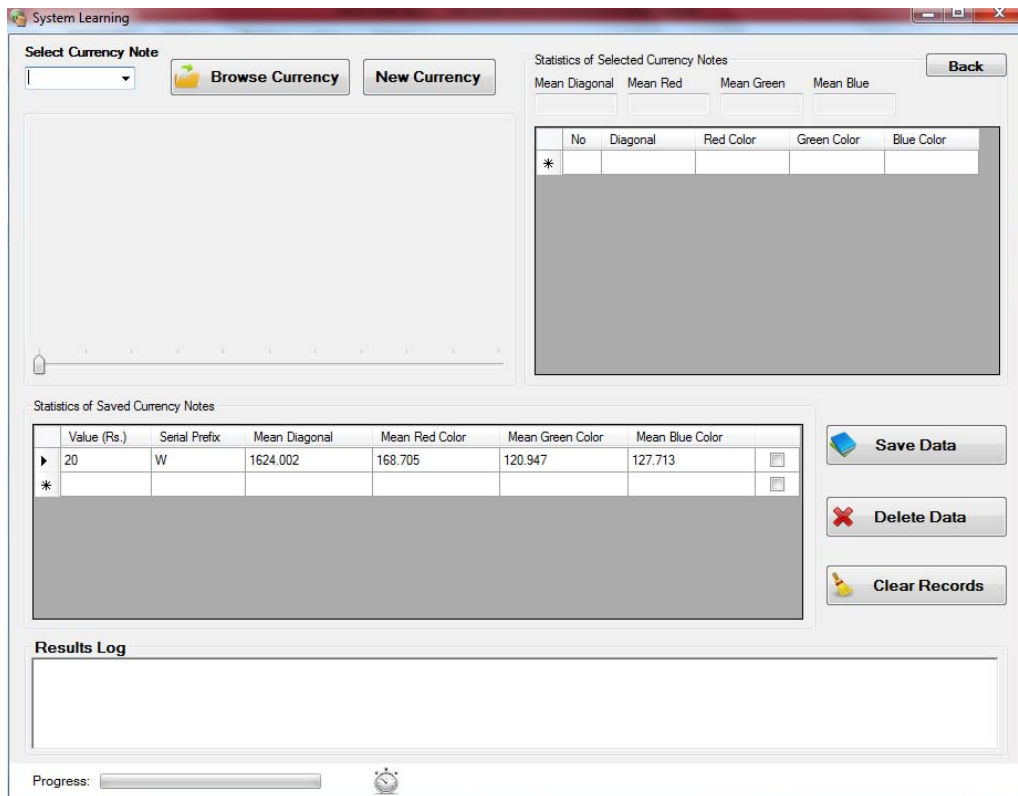 System Learning
Select Currency Note
Browse Currency
New Currency
Statistics of Selected Currency Notes
Back
Mean Diagonal Mean Red Mean Green Mean Blue
No Diagonal Red Color Green Color Blue Color
*
Statistics of Saved Currency Notes
Value (Rs.) Serial Prefix Mean Diagonal Mean Red Color Mean Green Color Mean Blue Color
20 W 1624.002 168.705 120.947 127.713
*
Save Data
Delete Data
Clear Records
Results Log
Progress: